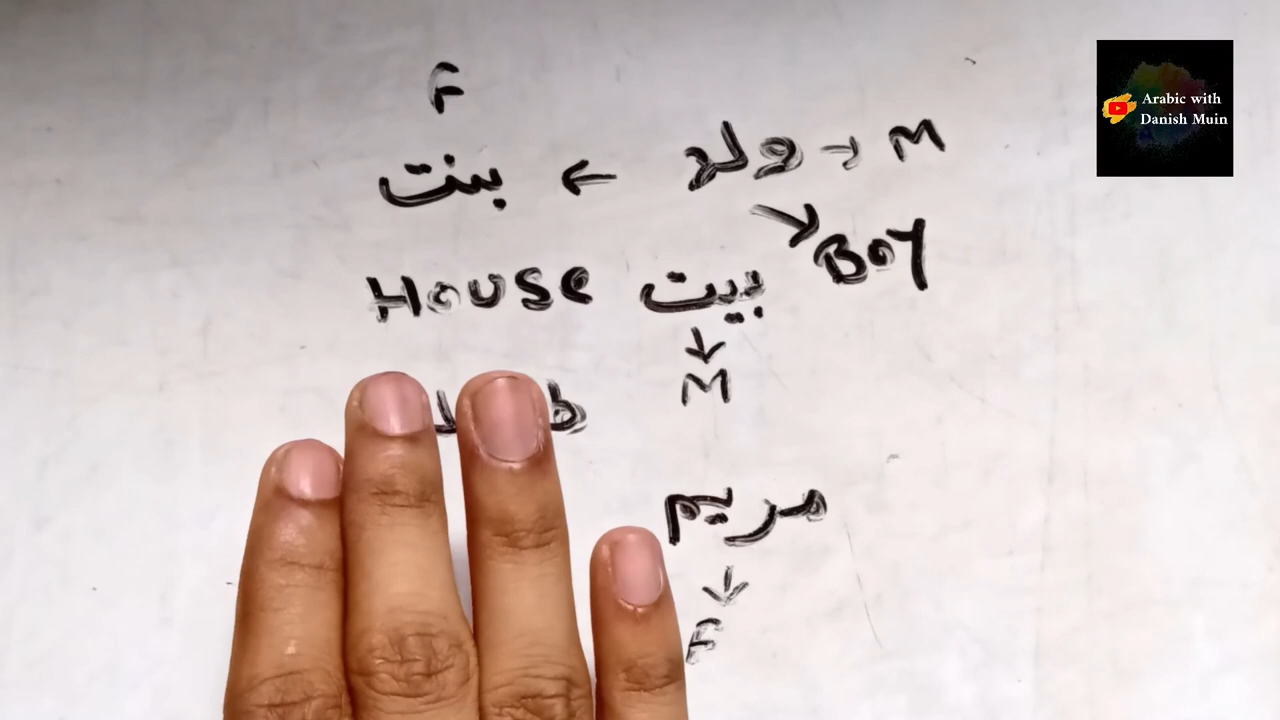 F
بنت ← ولد → M
BOY
House بيت
↓
M
مريم
↓
F
Arabic with
Danish Muin